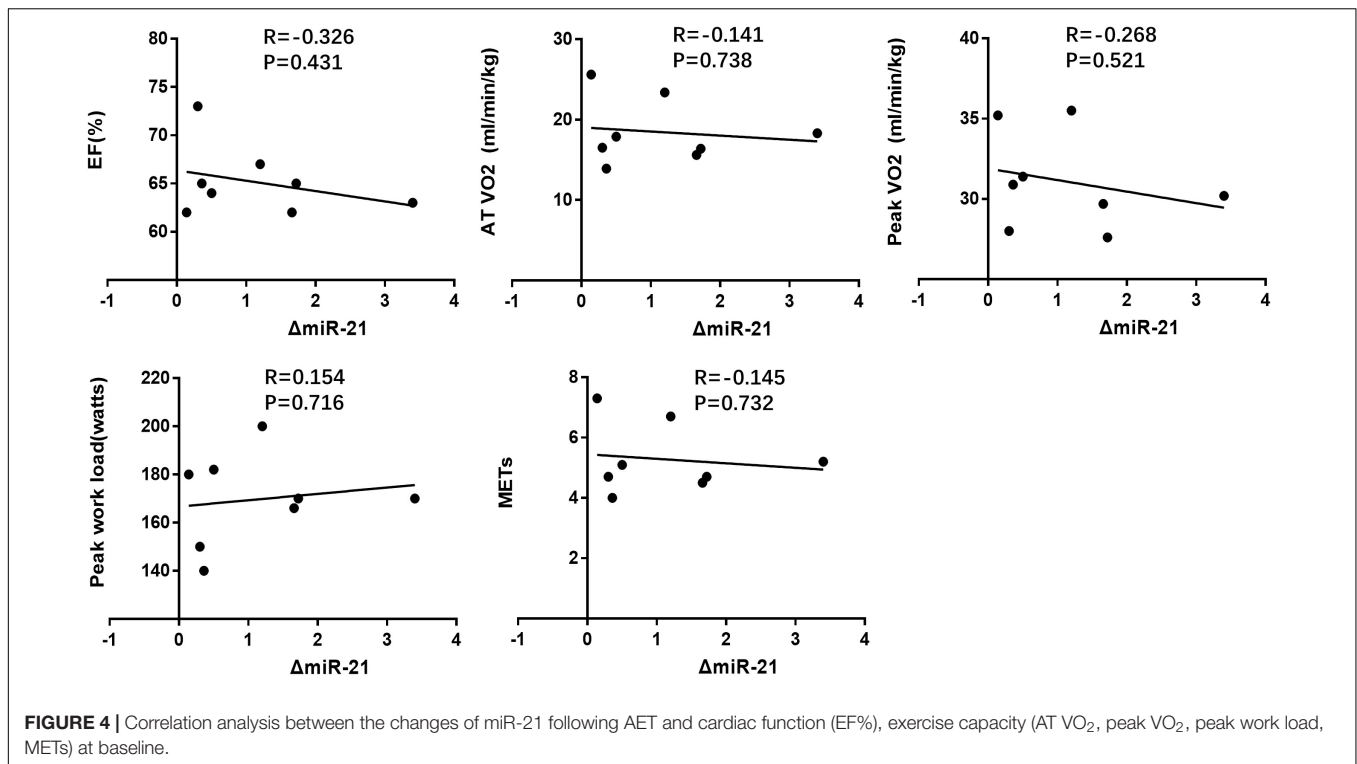 R=-0.326
P=0.431
80
75
70
65
60
EF(%)
-1 0 1 2 3 4
ΔmiR-21
R=-0.141
P=0.738
30
20
10
AT VO2 (ml/min/kg)
-1 0 1 2 3 4
ΔmiR-21
R=-0.268
P=0.521
40
35
30
Peak VO2 (ml/min/kg)
-1 0 1 2 3 4
ΔmiR-21
R=0.154
P=0.716
220
200
180
160
140
Peak work load(watts)
-1 0 1 2 3 4
ΔmiR-21
R=-0.145
P=0.732
8
6
4
2
METs
-1 0 1 2 3 4
ΔmiR-21
FIGURE 4 | Correlation analysis between the changes of miR-21 following AET and cardiac function (EF%), exercise capacity (AT VO₂, peak VO₂, peak work load,
METs) at baseline.